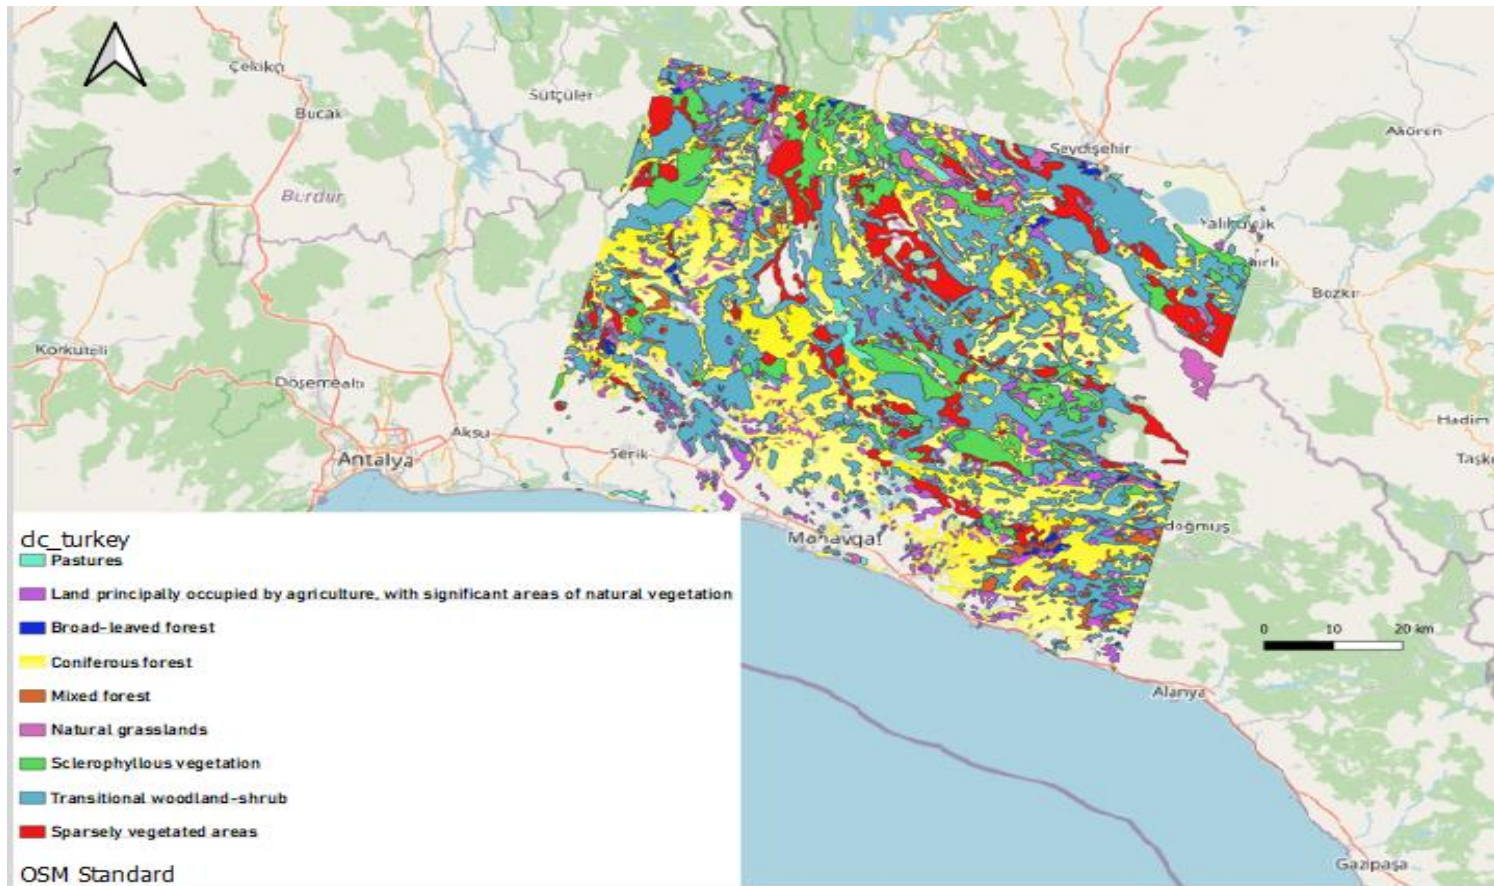 Çekikçi
Bucak
Sütçüler
Akören
Seydişehir
Burdur
Yalıhüyük
Bozkır
Korkuteli
Döşemealtı
Hadim
Aksu
Serik
Antalya
doğmuş
Manavgat
dc_turkey
Pastures
Land principally occupied by agriculture, with significant areas of natural vegetation
Broad-leaved forest
0 10 20 km
Coniferous forest
Mixed forest
Alanya
Natural grasslands
Sclerophyllous vegetation
Transitional woodland-shrub
Sparsely vegetated areas
Gazipaşa
OSM Standard